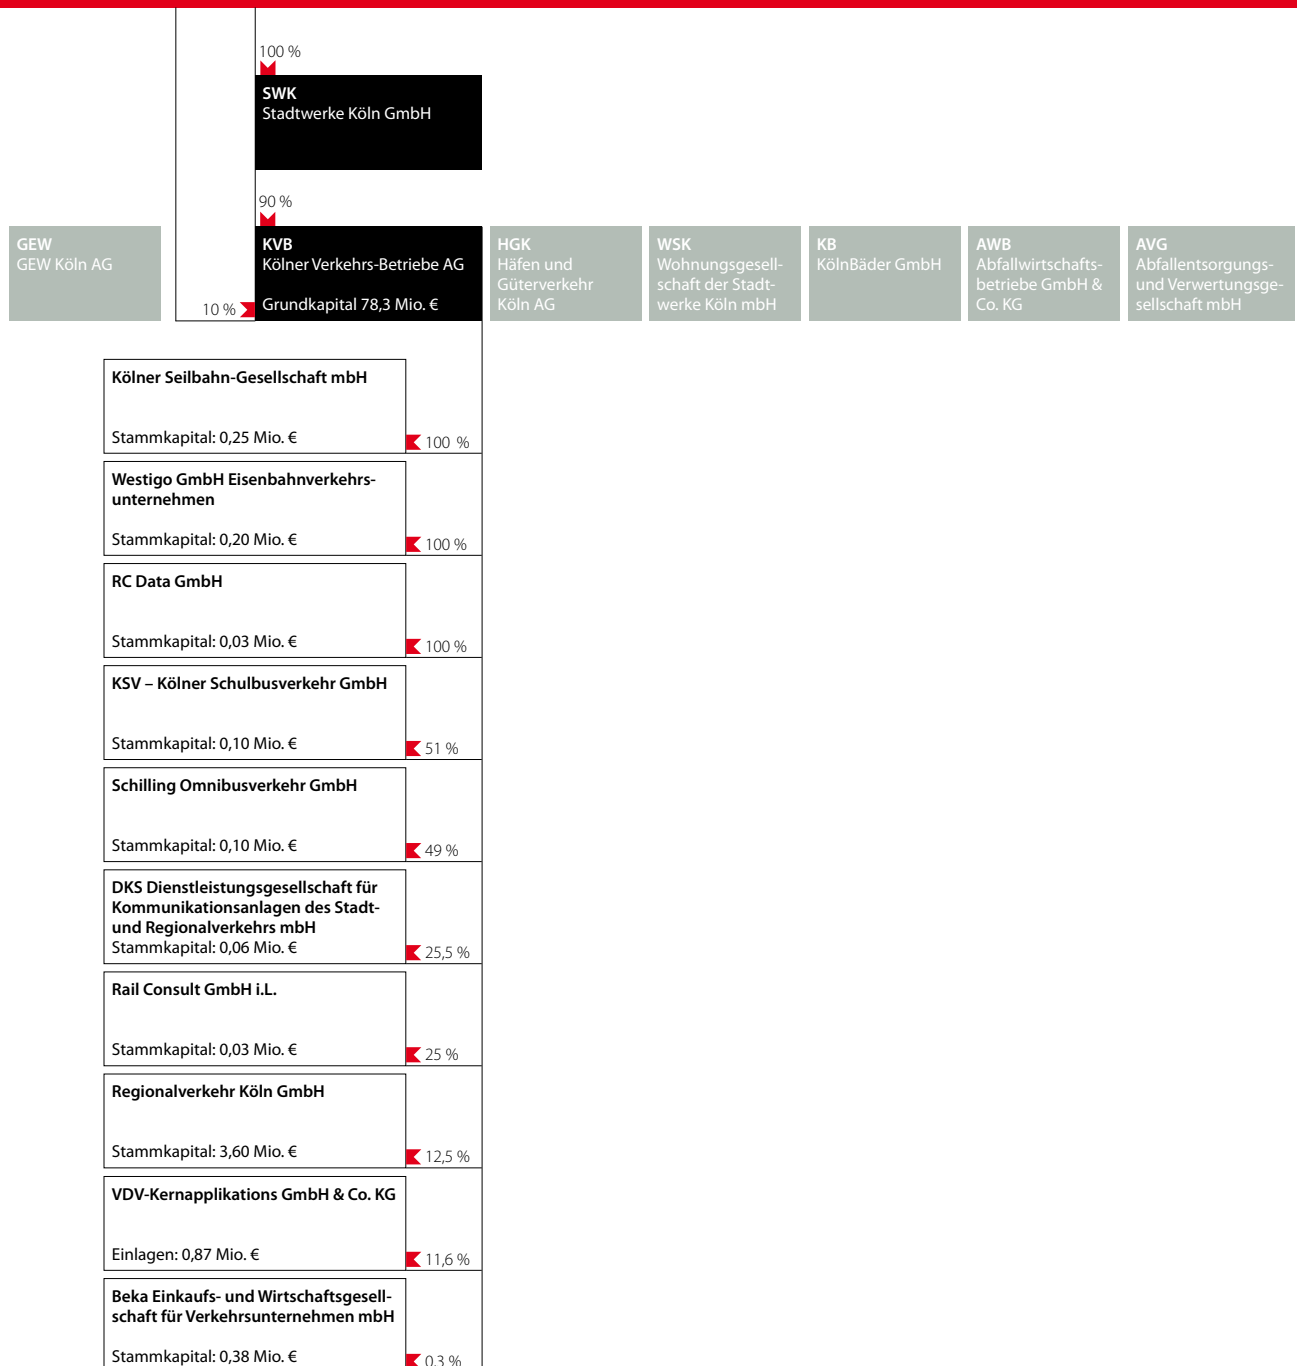 100 %
SWK
Stadtwerke Köln GmbH
90 %
GEW
GEW Köln AG
10 %
KVB
Kölner Verkehrs-Betriebe AG
Grundkapital 78,3 Mio. €
HGK
Häfen und
Güterverkehr
Köln AG
WSK
Wohnungsgesell-
schaft der Stadt-
werke Köln mbH
KB
KölnBäder GmbH
AWB
Abfallwirtschafts-
betriebe GmbH &
Co. KG
AVG
Abfallentsorgungs-
und Verwertungsge-
sellschaft mbH
Kölner Seilbahn-Gesellschaft mbH
Stammkapital: 0,25 Mio. €
100 %
Westigo GmbH Eisenbahnverkehrs-
unternehmen
Stammkapital: 0,20 Mio. €
100 %
RC Data GmbH
Stammkapital: 0,03 Mio. €
100 %
KSV – Kölner Schulbusverkehr GmbH
Stammkapital: 0,10 Mio. €
51 %
Schilling Omnibusverkehr GmbH
Stammkapital: 0,10 Mio. €
49 %
DKS Dienstleistungsgesellschaft für
Kommunikationsanlagen des Stadt-
und Regionalverkehrs mbH
Stammkapital: 0,06 Mio. €
25,5 %
Rail Consult GmbH i.L.
Stammkapital: 0,03 Mio. €
25 %
Regionalverkehr Köln GmbH
Stammkapital: 3,60 Mio. €
12,5 %
VDV-Kernapplikations GmbH & Co. KG
Einlagen: 0,87 Mio. €
11,6 %
Beka Einkaufs- und Wirtschaftsgesell-
schaft für Verkehrsunternehmen mbH
Stammkapital: 0,38 Mio. €
0,3 %